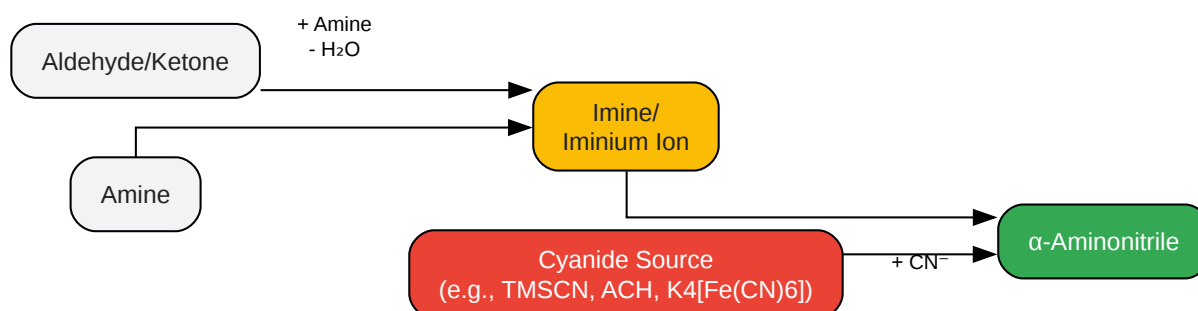 + Amine
- H₂O
Aldehyde/Ketone
Imine/
Iminium Ion
Amine
Cyanide Source
(e.g., TMSCN, ACH, K4[Fe(CN)6])
+ CN⁻
α-Aminonitrile